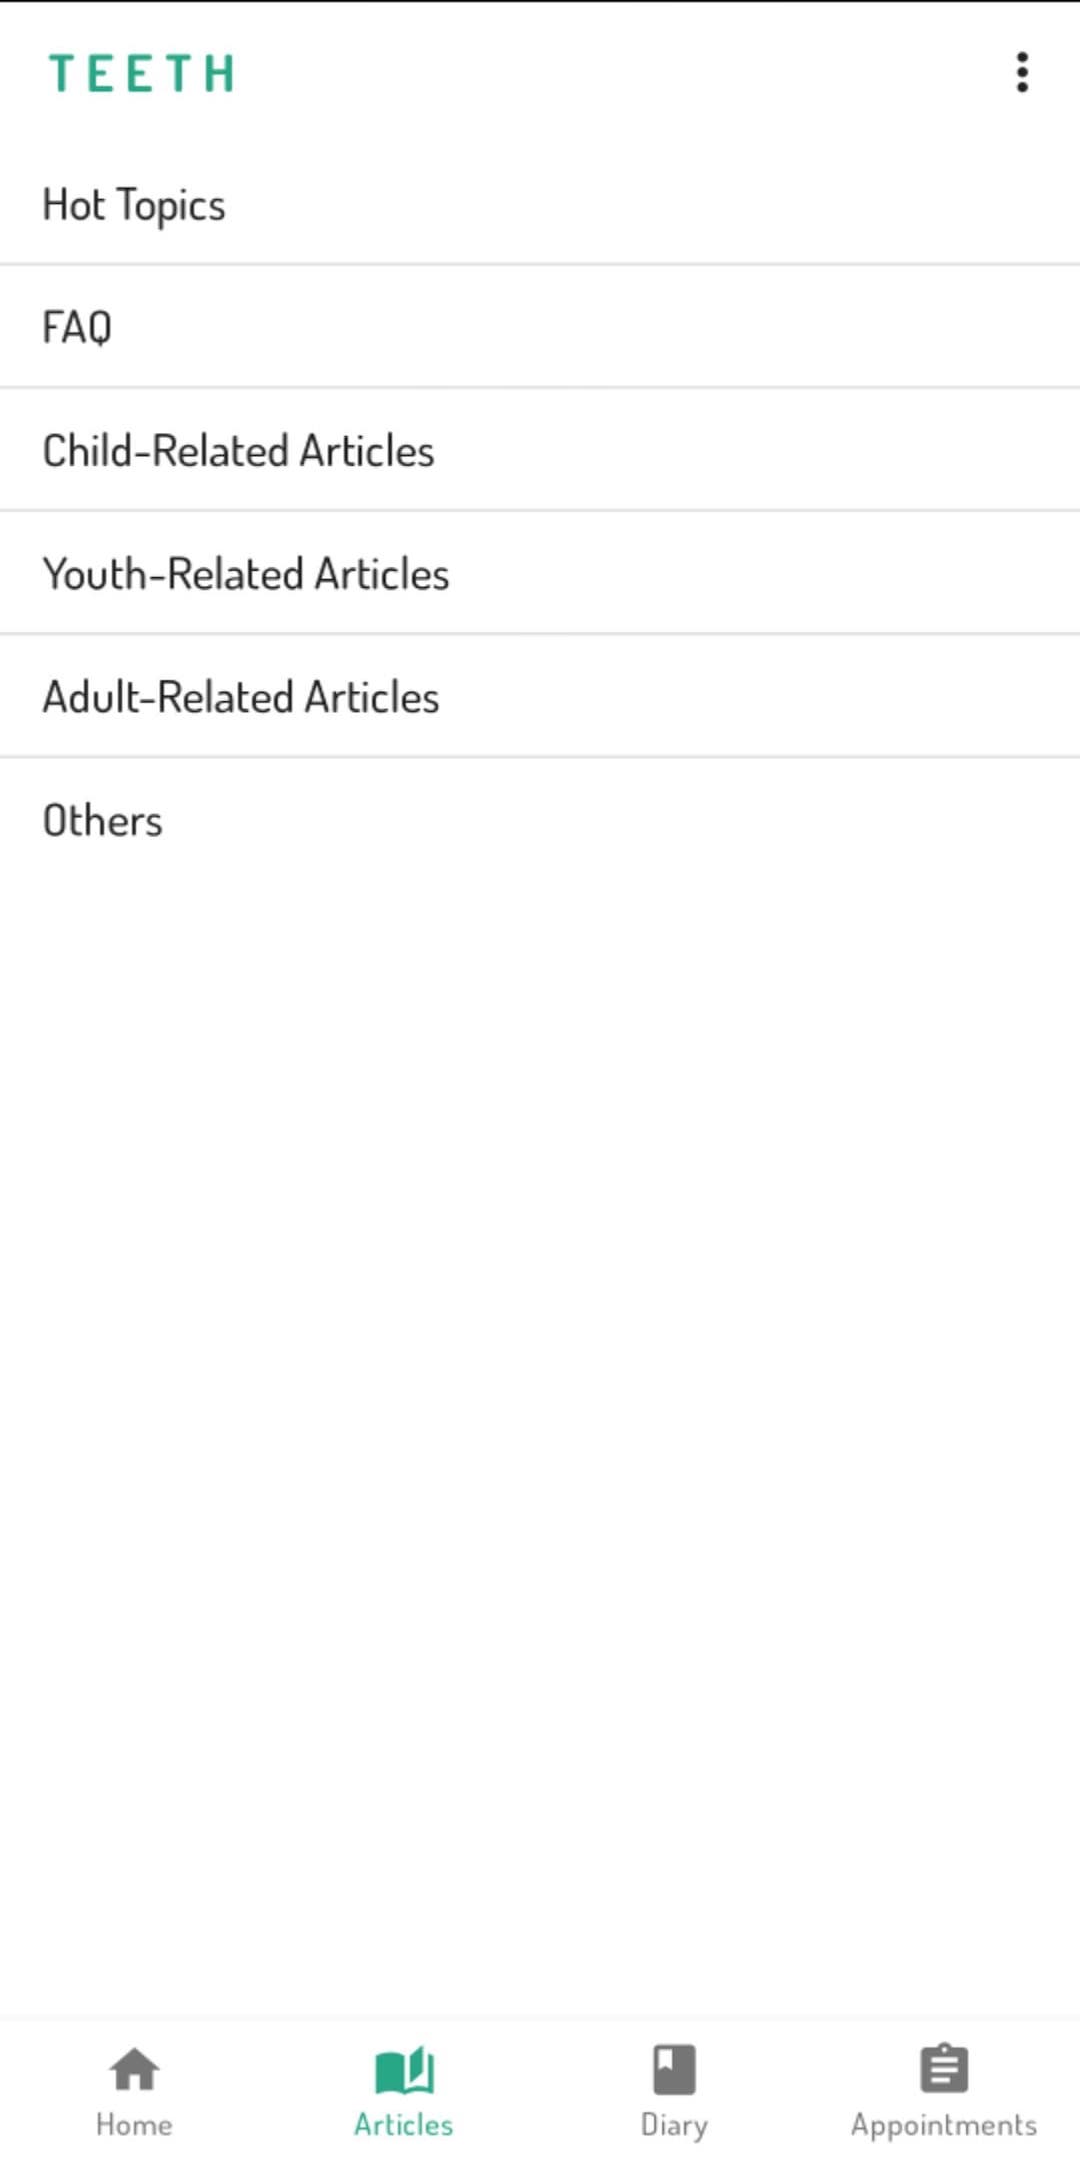 TEETH
Hot Topics
FAQ
Child-Related Articles
Youth-Related Articles
Adult-Related Articles
Others
Home
Articles
Diary
Appointments